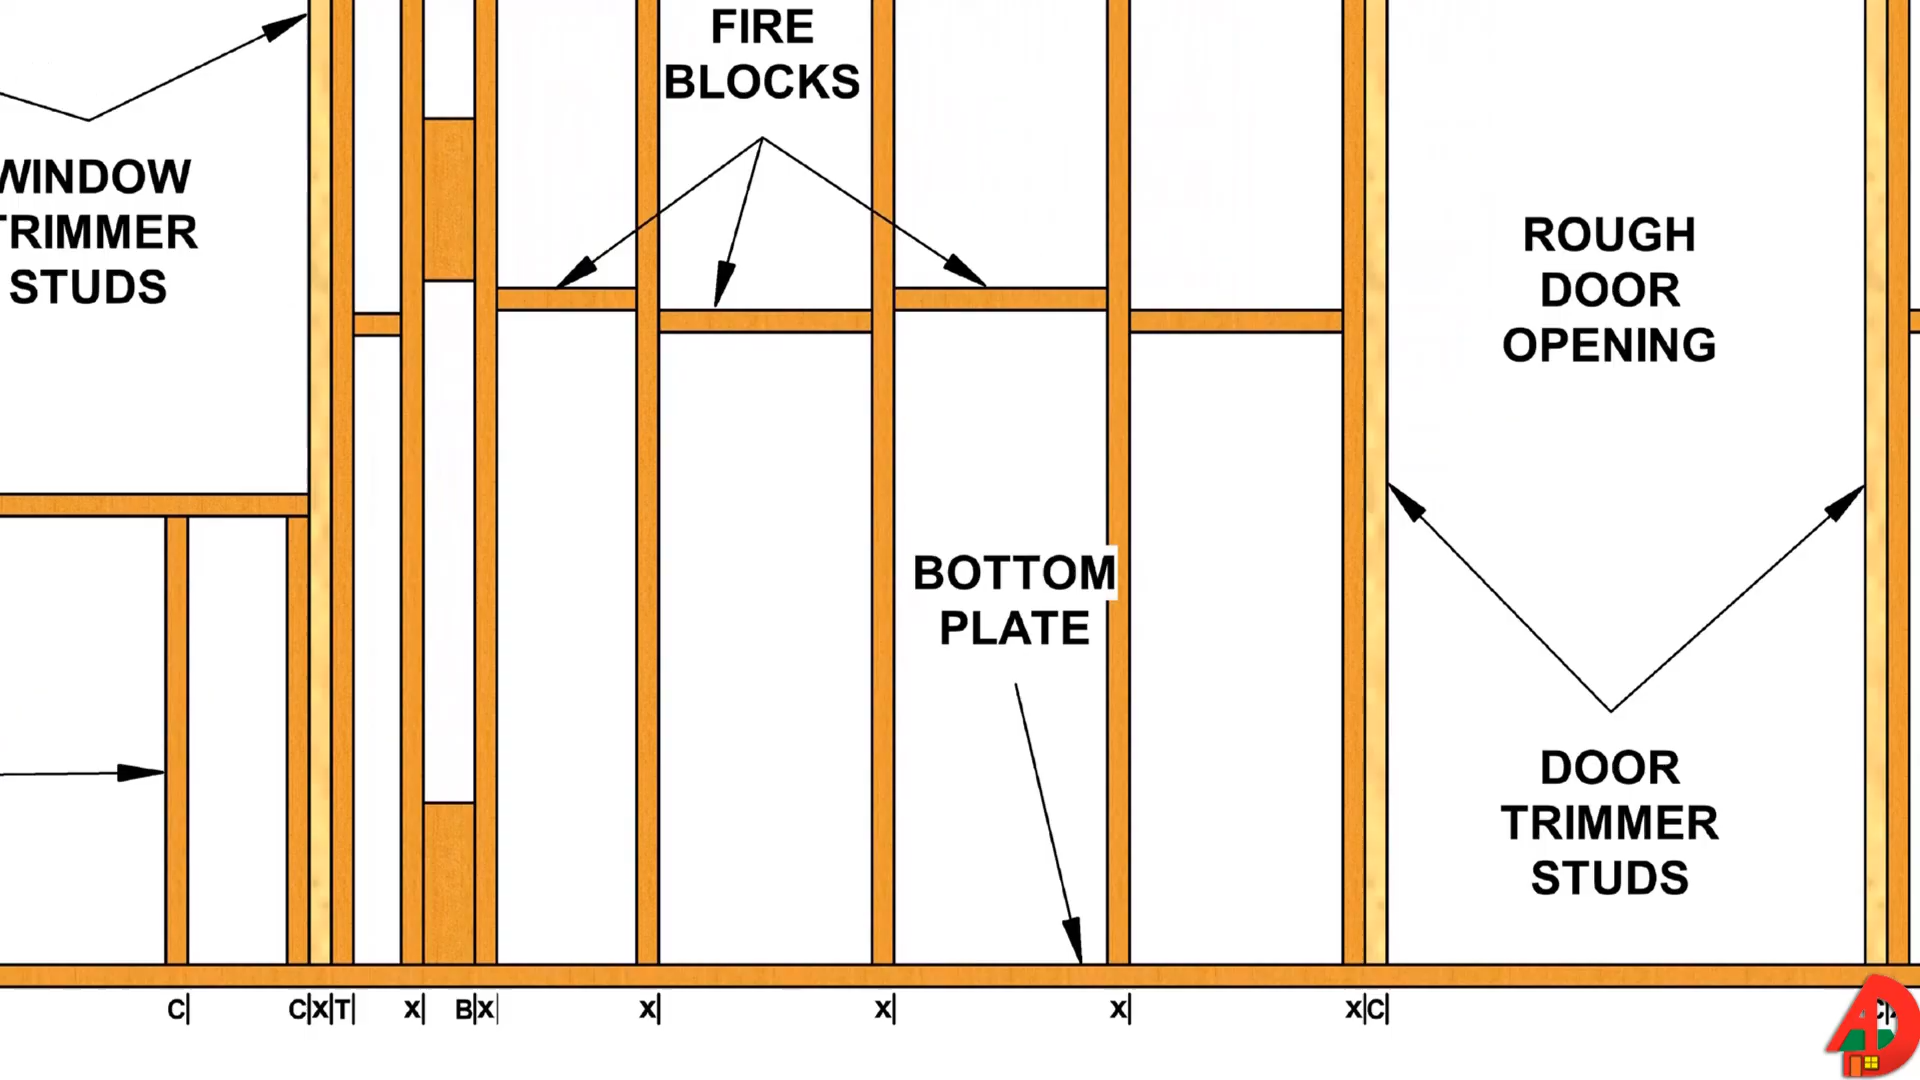 FIRE
BLOCKS
WINDOW
TRIMMER
STUDS
ROUGH
DOOR
OPENING
BOTTOM
PLATE
DOOR
TRIMMER
STUDS
C| C|X|T| X| B|X| X| X| X| X|C| C|